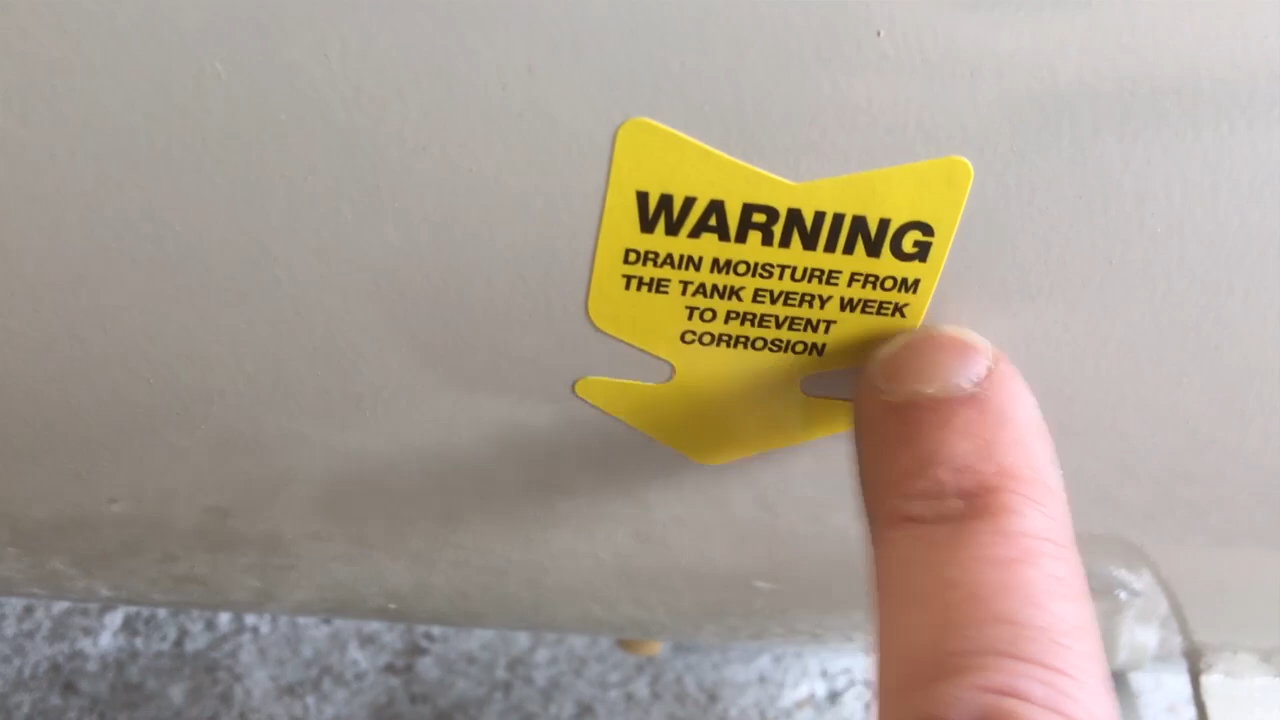 WARNING
DRAIN MOISTURE FROM
THE TANK EVERY WEEK
TO PREVENT
CORROSION